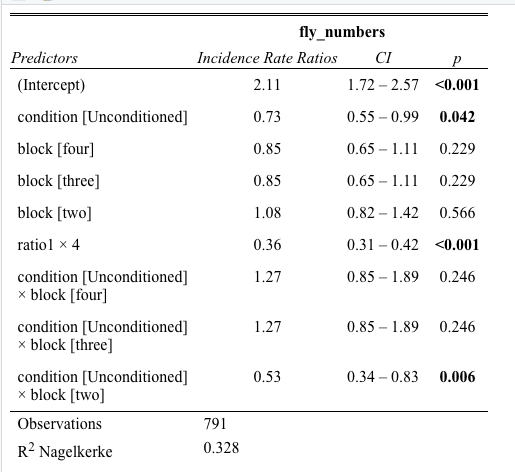 fly_numbers
Predictors Incidence Rate Ratios CI p
(Intercept) 2.11 1.72 – 2.57 <0.001
condition [Unconditioned] 0.73 0.55 – 0.99 0.042
block [four] 0.85 0.65 – 1.11 0.229
block [three] 0.85 0.65 – 1.11 0.229
block [two] 1.08 0.82 – 1.42 0.566
ratio1 × 4 0.36 0.31 – 0.42 <0.001
condition [Unconditioned] 1.27 0.85 – 1.89 0.246
× block [four]
condition [Unconditioned] 1.27 0.85 – 1.89 0.246
× block [three]
condition [Unconditioned] 0.53 0.34 – 0.83 0.006
× block [two]
Observations 791
R² Nagelkerke 0.328